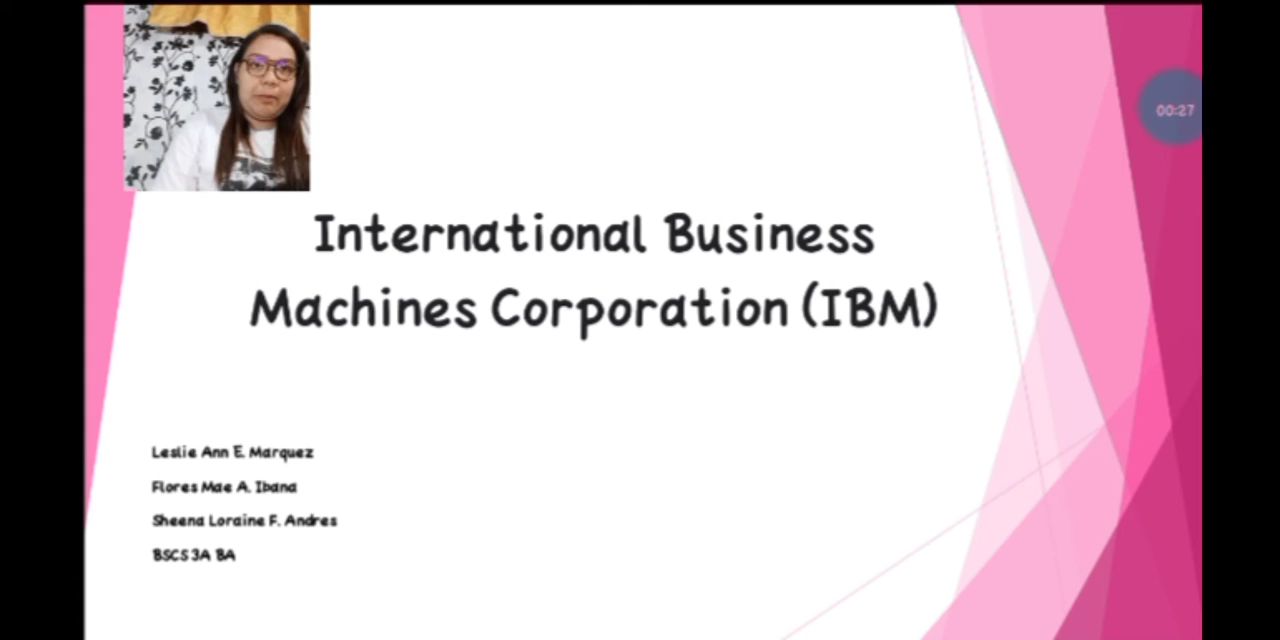 International Business
Machines Corporation (IBM)
Leslie Ann E. Marquez
Flores Mae A. Ibana
Sheena Loraine F. Andres
BSCS 3A BA
00:27